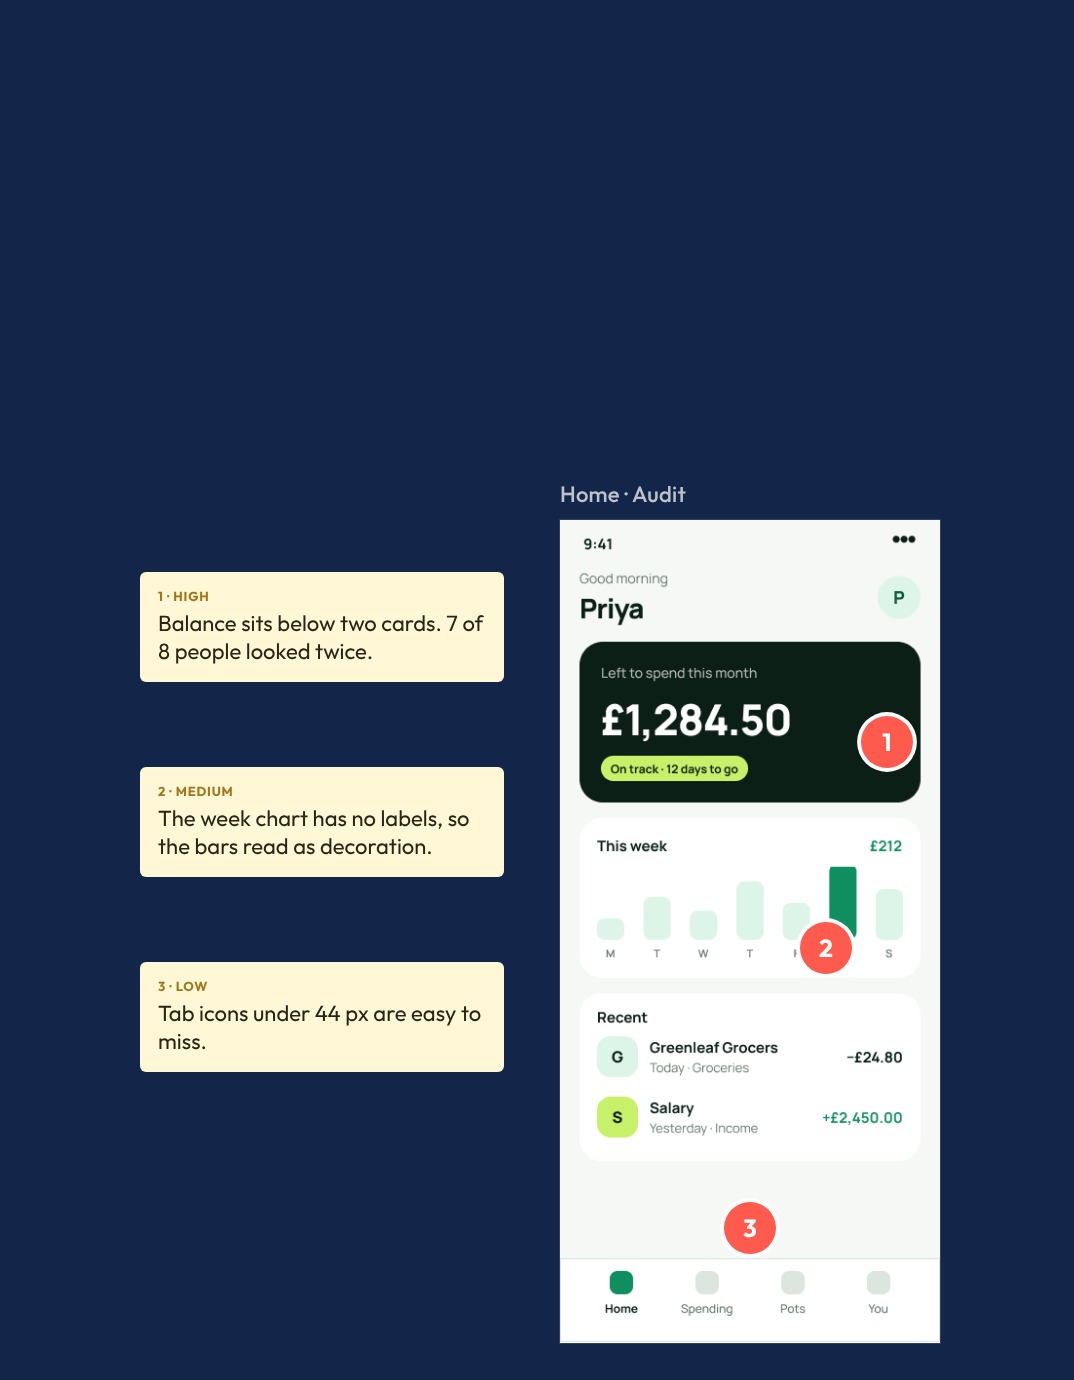 Home · Audit
1 · HIGH
Balance sits below two cards. 7 of
8 people looked twice.
2 · MEDIUM
The week chart has no labels, so
the bars read as decoration.
3 · LOW
Tab icons under 44 px are easy to
miss.
9:41
Good morning
Priya
P
Left to spend this month
£1,284.50
On track · 12 days to go
1
This week
£212
M T W T S
2
Recent
G
Greenleaf Grocers
Today · Groceries
−£24.80
S
Salary
Yesterday · Income
+£2,450.00
3
Home Spending Pots You